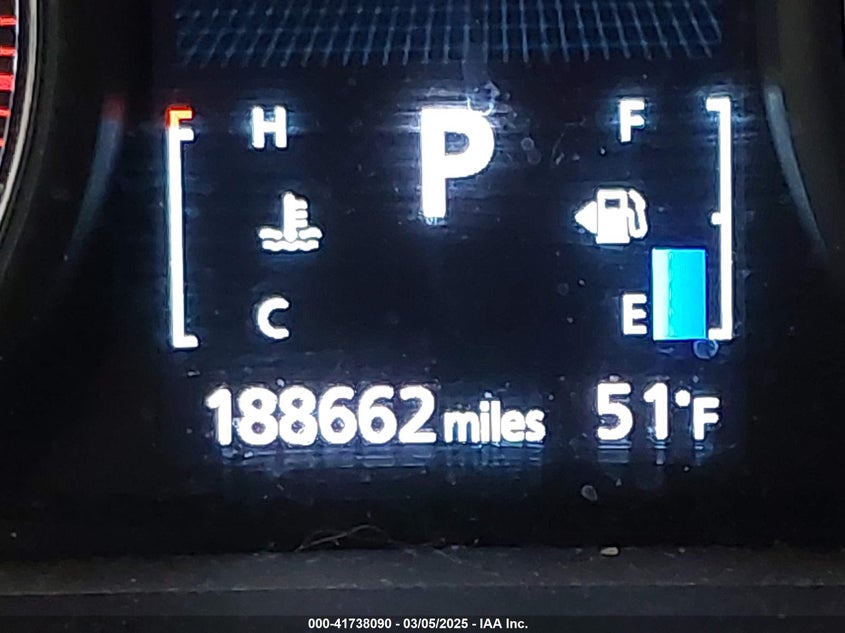 H P F
C E
188662 miles 51°F
000-41738090 - 03/05/2025 - IAA Inc.